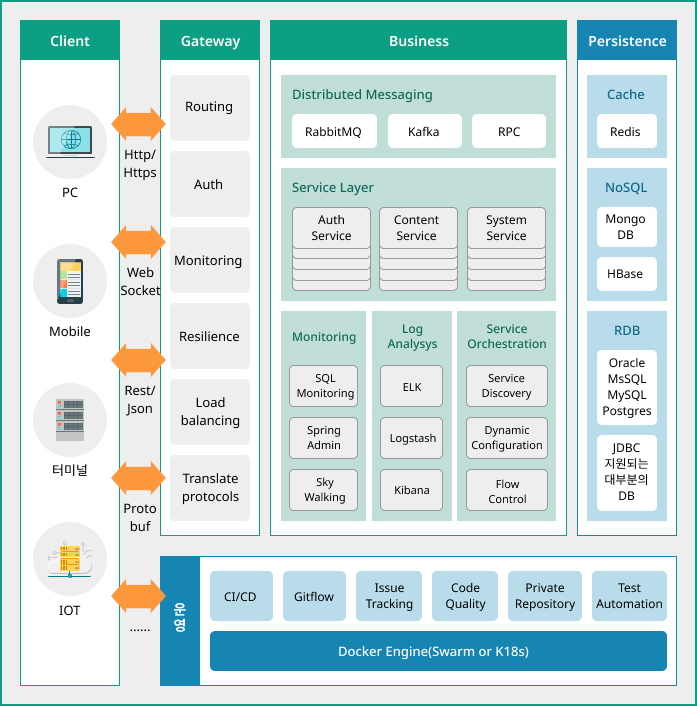 Client
PC
Mobile
터미널
IOT
Http/
Https
Web
Socket
Rest/
Json
Proto
buf
......
Gateway
Routing
Auth
Monitoring
Resilience
Load
balancing
Translate
protocols
Business
Distributed Messaging
RabbitMQ
Kafka
RPC
Service Layer
Auth
Service
Content
Service
System
Service
Monitoring
SQL
Monitoring
Spring
Admin
Sky
Walking
Log
Analysys
ELK
Logstash
Kibana
Service
Orchestration
Service
Discovery
Dynamic
Configuration
Flow
Control
Persistence
Cache
Redis
NoSQL
Mongo
DB
HBase
RDB
Oracle
MsSQL
MySQL
Postgres
JDBC
지원되는
대부분의
DB
운영
CI/CD
Gitflow
Issue
Tracking
Code
Quality
Private
Repository
Test
Automation
Docker Engine(Swarm or K18s)